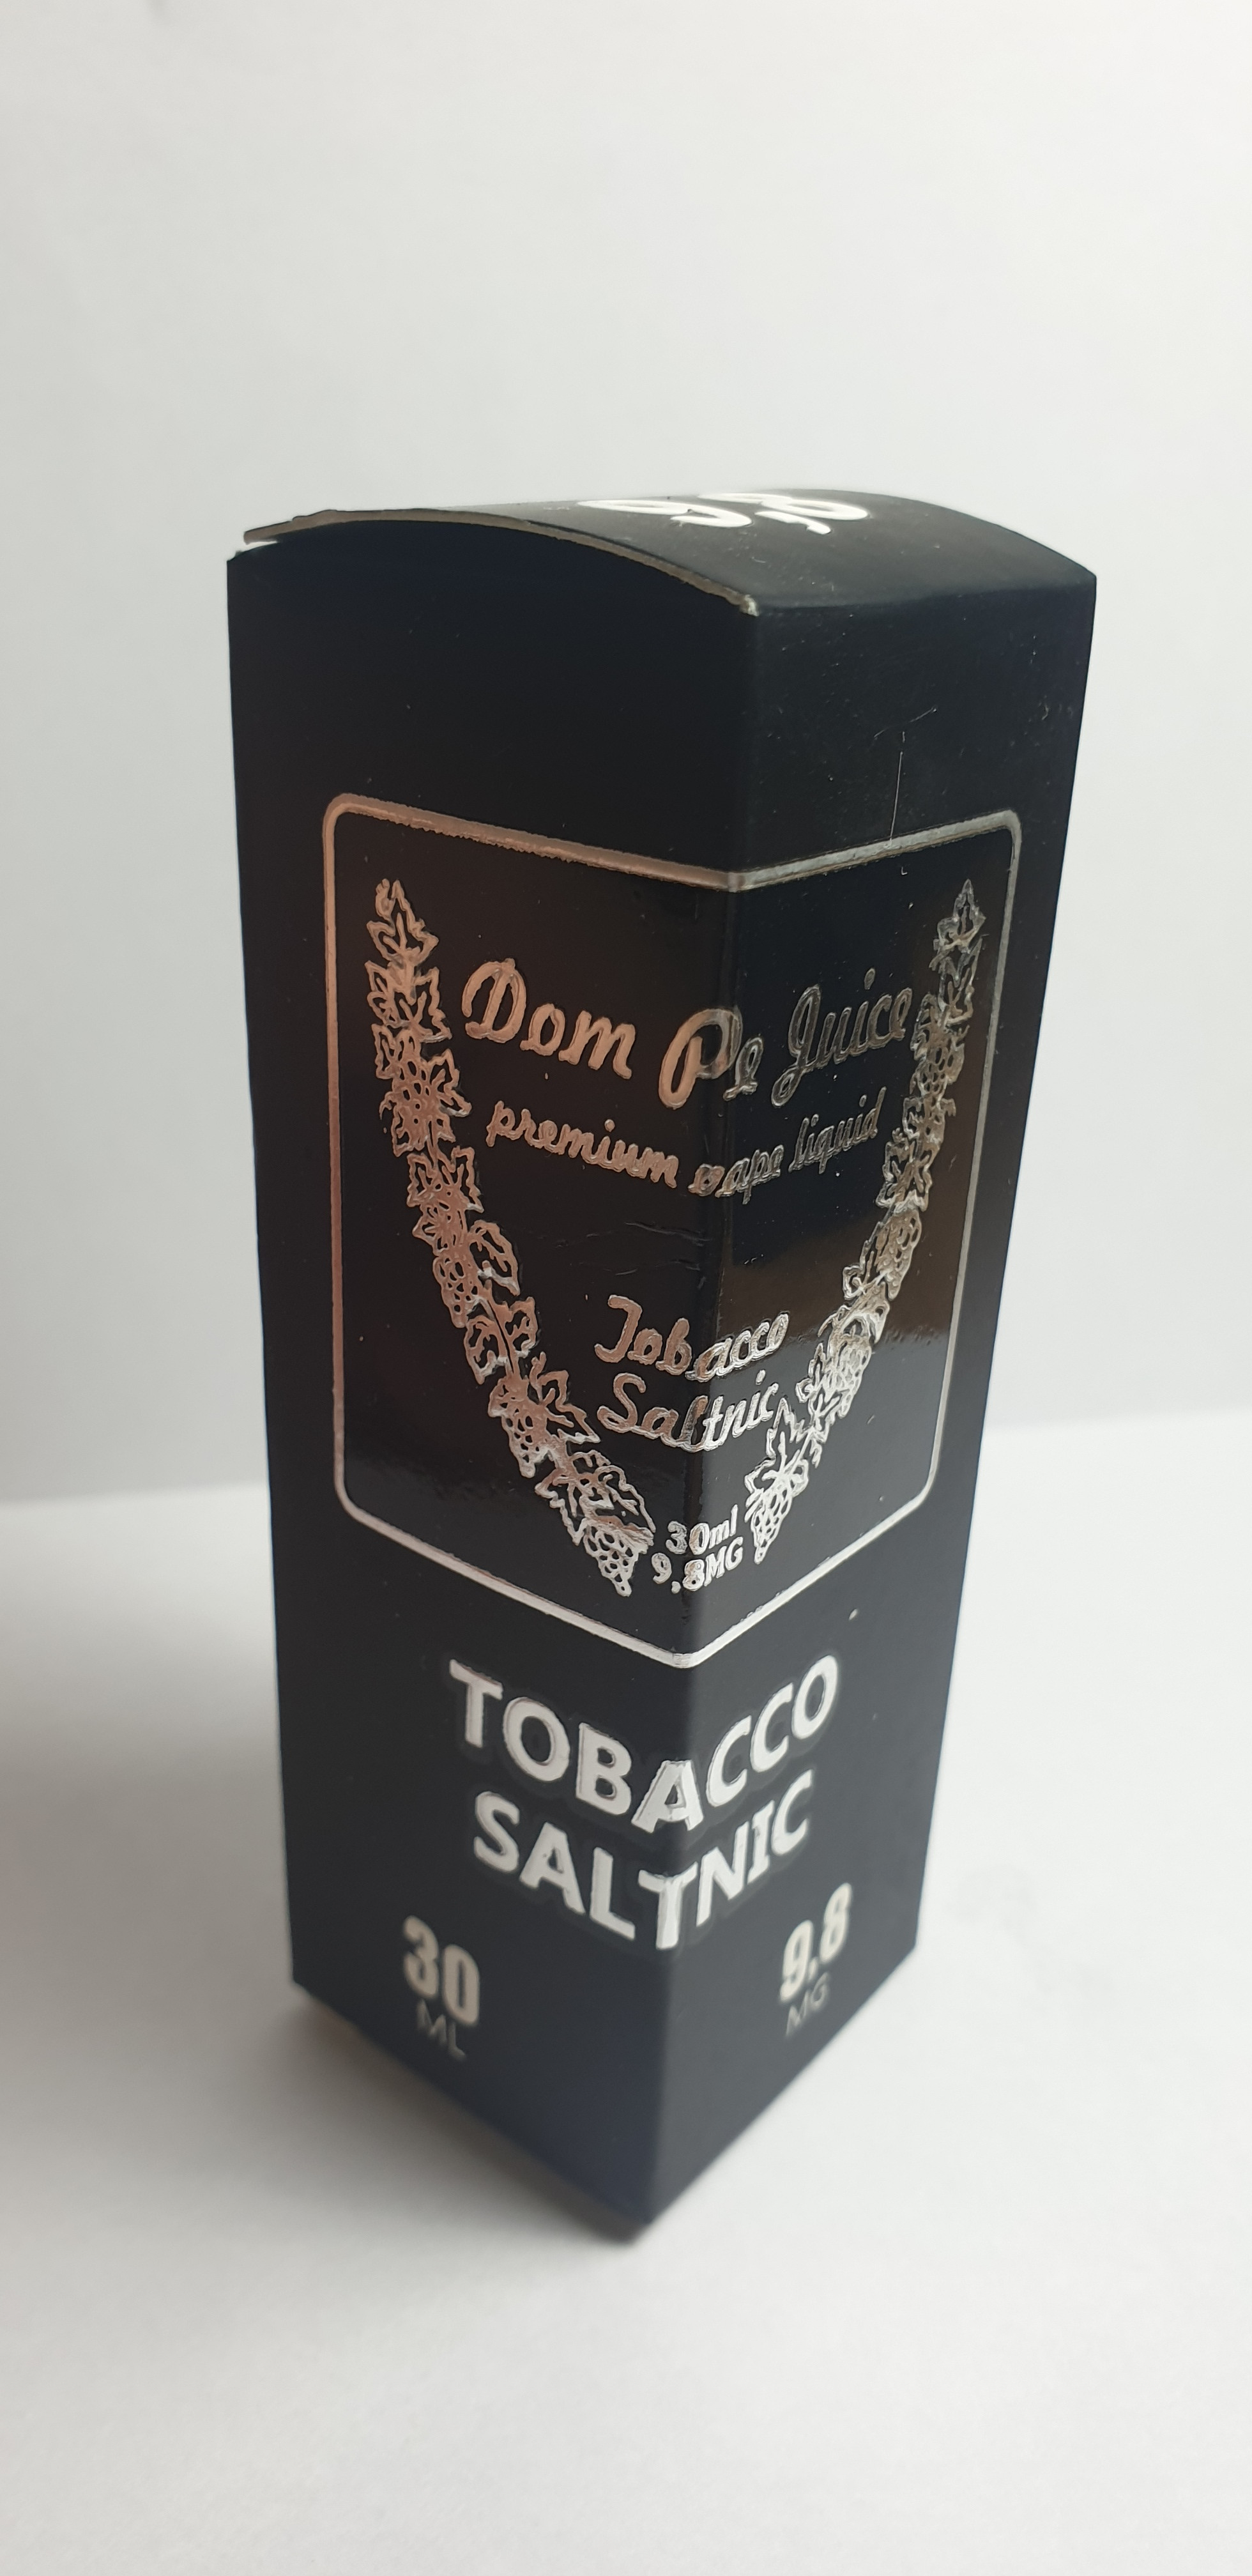 Dom Pe Juice
premium vape liquid
Tobacco
Saltnic
30ml
9,8MG
TOBACCO
SALTNIC
30
ML
9,8
MG